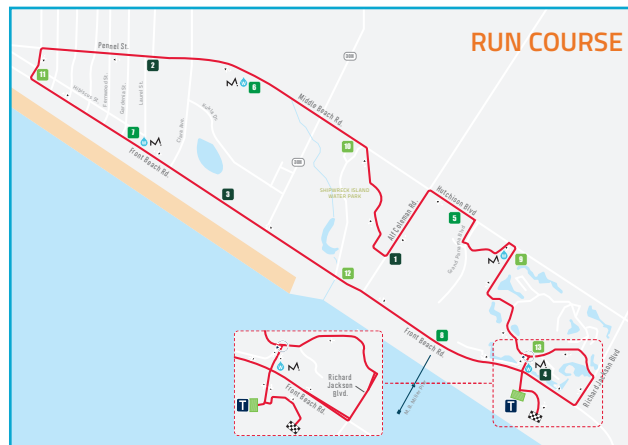 RUN COURSE
Pennel St.
11
2
6
7
Middle Beach Rd.
10
Front Beach Rd.
3
SHIPWRECK ISLAND
WATER PARK
Alf Coleman Rd.
Hutchison Blvd
5
1
9
12
8
Front Beach Rd.
13
4
Richard Jackson Blvd
T
Richard
Jackson
Blvd.
Front Beach Rd.
T